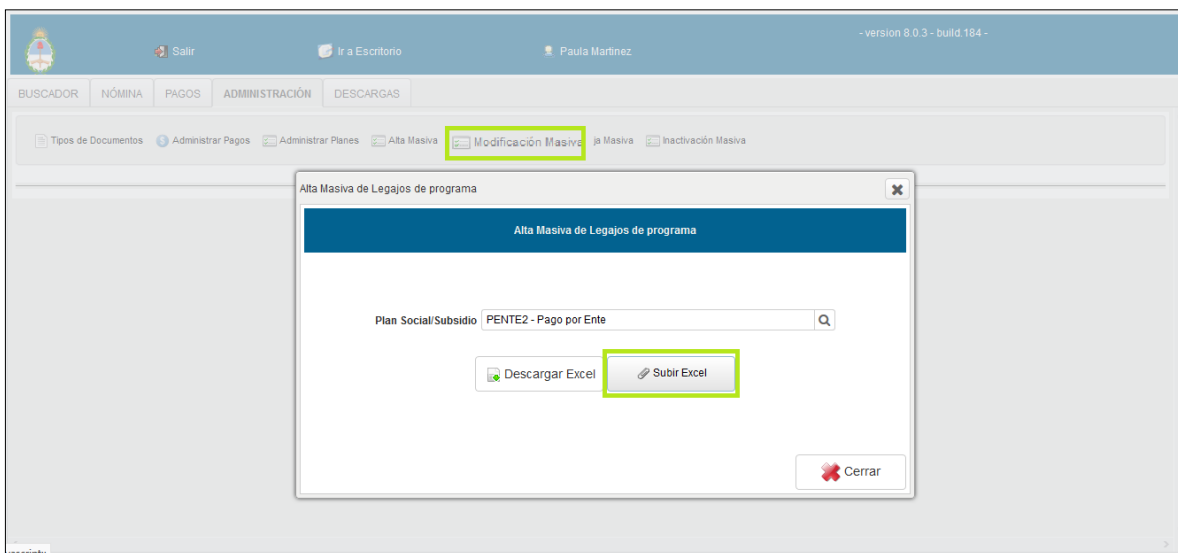 - version 8.0.3 - build.184 -
Salir Ir a Escritorio Paula Martinez
BUSCADOR NÓMINA PAGOS ADMINISTRACIÓN DESCARGAS
Tipos de Documentos Administrar Pagos Administrar Planes Alta Masiva Modificación Masiva ja Masiva Inactivación Masiva
Alta Masiva de Legajos de programa
Alta Masiva de Legajos de programa
Plan Social/Subsidio PENTE2 - Pago por Ente
Descargar Excel Subir Excel
Cerrar